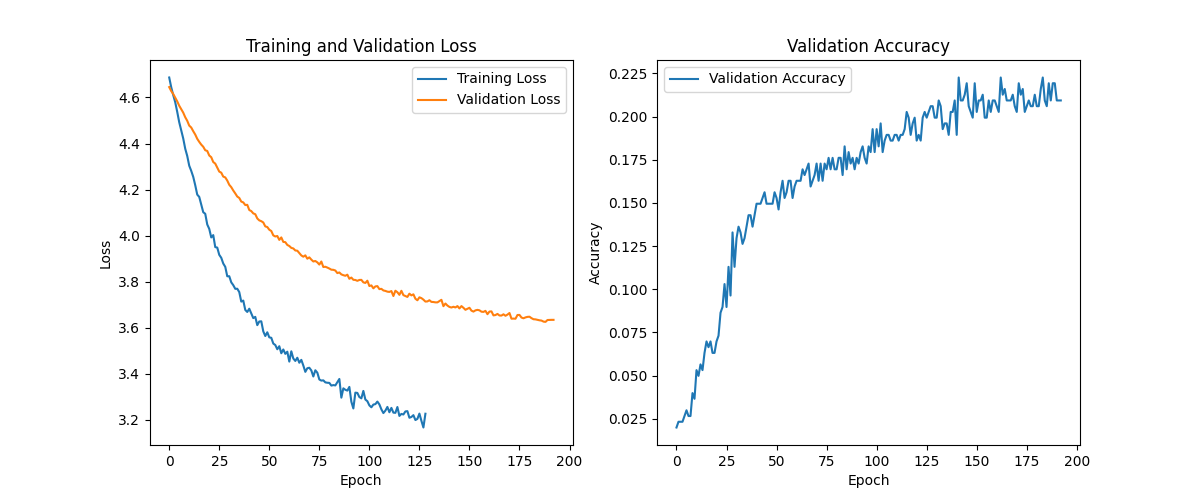 Training and Validation Loss
Training Loss
Validation Loss
Loss
4.6
4.4
4.2
4.0
3.8
3.6
3.4
3.2
0 25 50 75 100 125 150 175 200
Epoch
Validation Accuracy
Validation Accuracy
Accuracy
0.225
0.200
0.175
0.150
0.125
0.100
0.075
0.050
0.025
0 25 50 75 100 125 150 175 200
Epoch